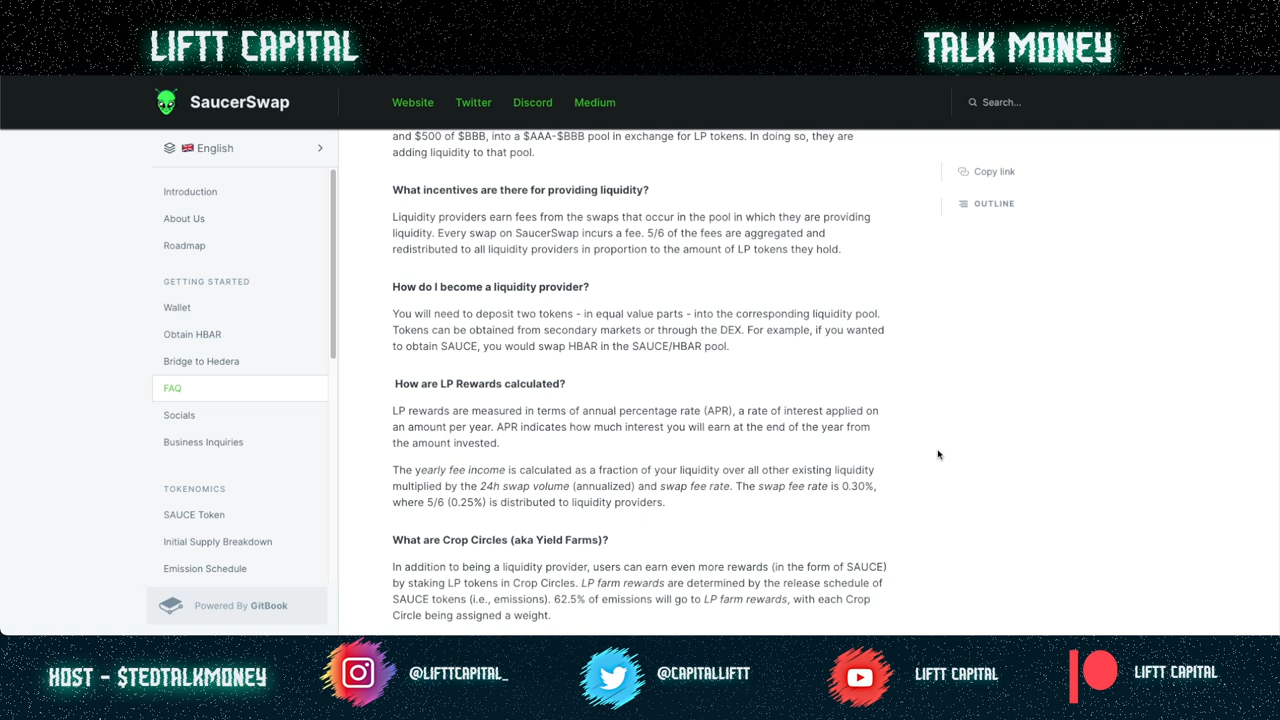 LIFTT CAPITAL
TALK MONEY
SaucerSwap
Website
Twitter
Discord
Medium
Search...
English
Introduction
About Us
Roadmap
GETTING STARTED
Wallet
Obtain HBAR
Bridge to Hedera
FAQ
Socials
Business Inquiries
TOKENOMICS
SAUCE Token
Initial Supply Breakdown
Emission Schedule
Powered By GitBook
and $500 of $BBB, into a $AAA-$BBB pool in exchange for LP tokens. In doing so, they are
adding liquidity to that pool.
What incentives are there for providing liquidity?
Liquidity providers earn fees from the swaps that occur in the pool in which they are providing
liquidity. Every swap on SaucerSwap incurs a fee. 5/6 of the fees are aggregated and
redistributed to all liquidity providers in proportion to the amount of LP tokens they hold.
How do I become a liquidity provider?
You will need to deposit two tokens - in equal value parts - into the corresponding liquidity pool.
Tokens can be obtained from secondary markets or through the DEX. For example, if you wanted
to obtain SAUCE, you would swap HBAR in the SAUCE/HBAR pool.
How are LP Rewards calculated?
LP rewards are measured in terms of annual percentage rate (APR), a rate of interest applied on
an amount per year. APR indicates how much interest you will earn at the end of the year from
the amount invested.
The yearly fee income is calculated as a fraction of your liquidity over all other existing liquidity
multiplied by the 24h swap volume (annualized) and swap fee rate. The swap fee rate is 0.30%,
where 5/6 (0.25%) is distributed to liquidity providers.
What are Crop Circles (aka Yield Farms)?
In addition to being a liquidity provider, users can earn even more rewards (in the form of SAUCE)
by staking LP tokens in Crop Circles. LP farm rewards are determined by the release schedule of
SAUCE tokens (i.e., emissions). 62.5% of emissions will go to LP farm rewards, with each Crop
Circle being assigned a weight.
Copy link
OUTLINE
HOST - $TEDTALKMONEY
@LIFTTCAPITAL_
@CAPITALLIFTT
LIFTT CAPITAL
LIFTT CAPITAL